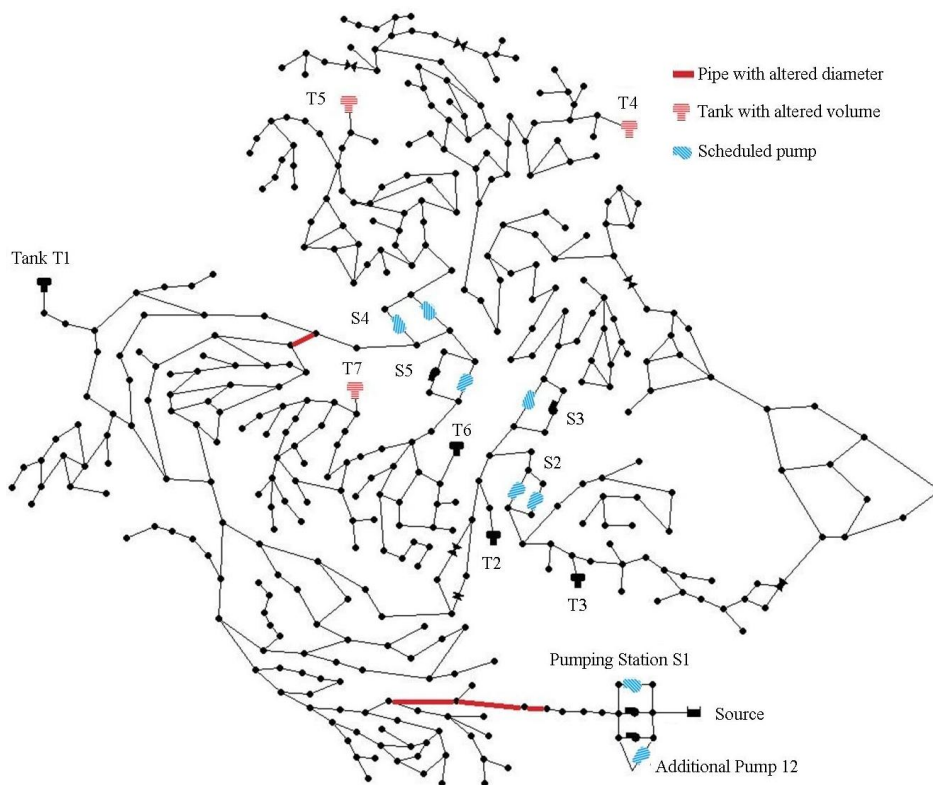 Pipe with altered diameter
T5
T4
Tank with altered volume
Scheduled pump
Tank T1
S4
S5
T7
S3
T6
S2
T2
T3
Pumping Station S1
Source
Additional Pump 12